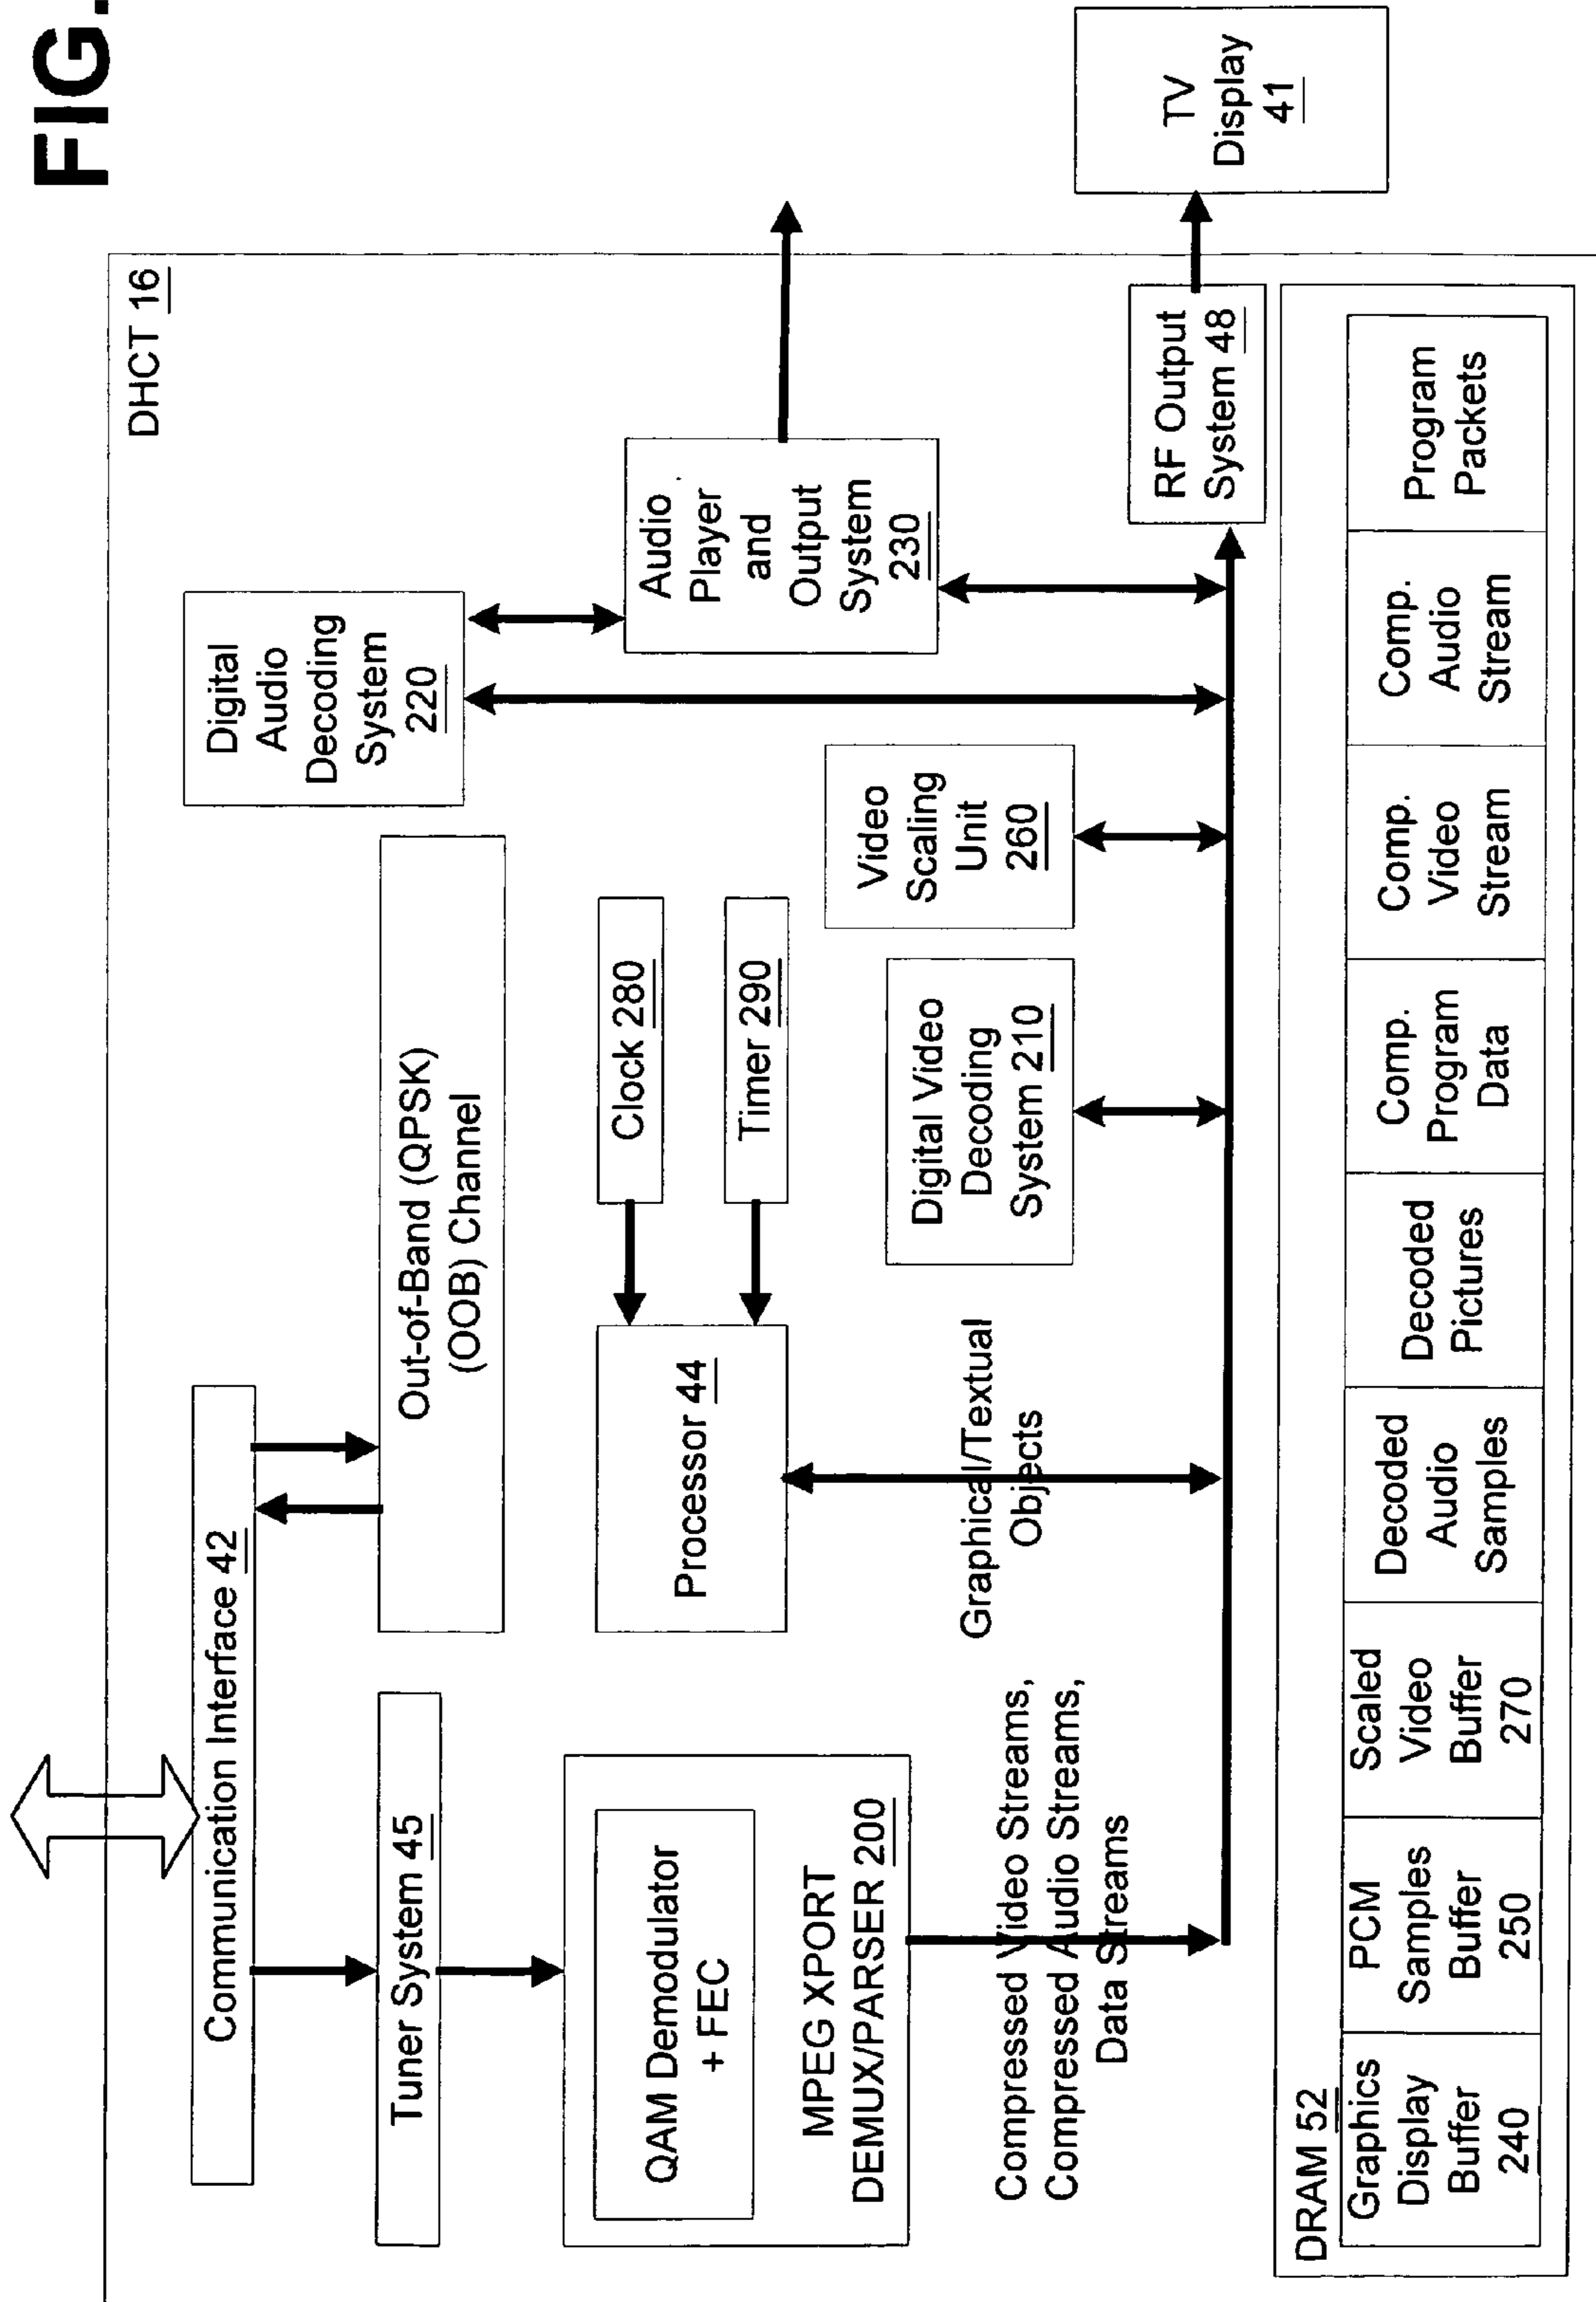 FIG.
DHCT 16
Communication Interface 42
Tuner System 45
Out-of-Band (QPSK)
(OOB) Channel
Digital
Audio
Decoding
System
220
QAM Demodulator
+ FEC
MPEG XPORT
DEMUX/PARSER 200
Processor 44
Clock 280
Timer 290
Audio
Player
and
Output
System
230
Digital Video
Decoding
System 210
Video
Scaling
Unit
260
Compressed Video Streams,
Compressed Audio Streams,
Data Streams
Graphical/Textual
Objects
RF Output
System 48
TV
Display
41
DRAM 52
Graphics
Display
Buffer
240
PCM
Samples
Buffer
250
Scaled
Video
Buffer
270
Decoded
Audio
Samples
Decoded
Pictures
Comp.
Program
Data
Comp.
Video
Stream
Comp.
Audio
Stream
Program
Packets